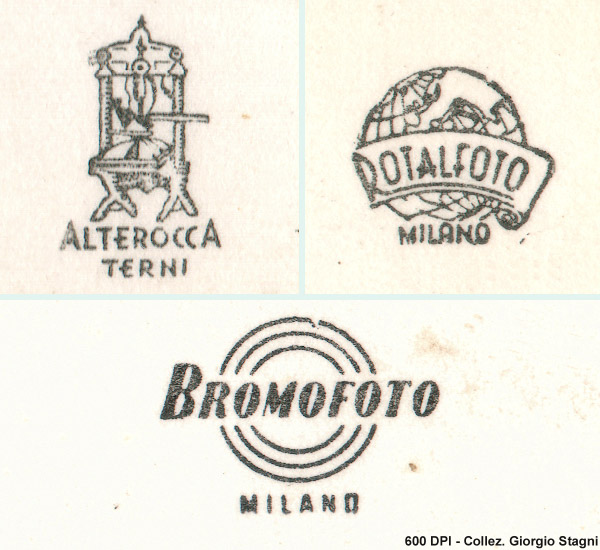 ALTEROCCA
TERNI
ROTALFOTO
MILANO
BROMOFOTO
MILANO
600 DPI - Collez. Giorgio Stagni